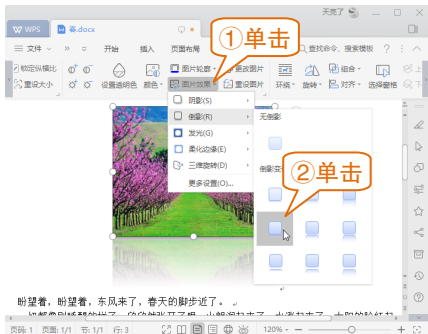 天亮了
WPS 春.docx
①单击
三 文件 开始 插入 页面布局 查找命令、搜索模板
锁定纵横比 图片轮廓 更改图片 组合
重设大小 设置透明色 颜色 图片效果 重设图片 环绕 旋转 对齐 选择窗格
阴影(S)
倒影(R)
发光(G)
柔化边缘(E)
三维旋转(D)
更多设置(O)...
无倒影
倒影变
②单击
盼望着，盼望着，东风来了，春天的脚步近了。
页码: 1 页面: 1/1 节: 1/1 行: 3 120%